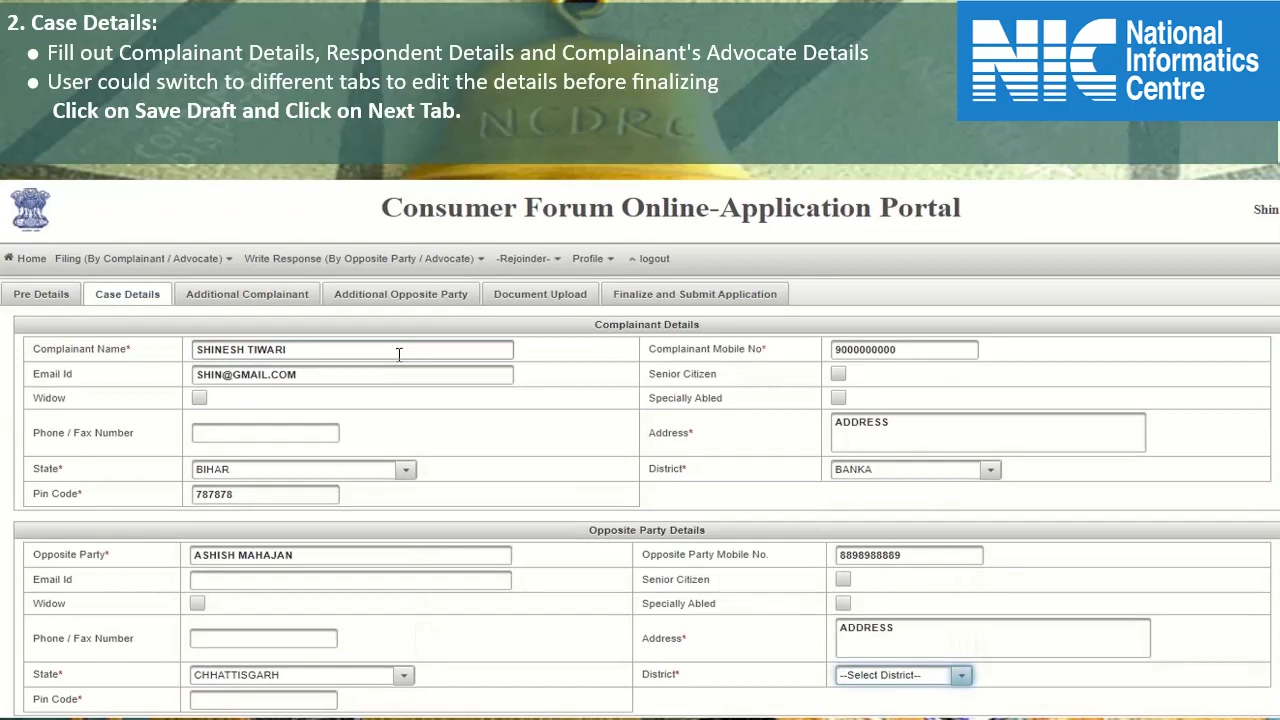 2. Case Details:
● Fill out Complainant Details, Respondent Details and Complainant's Advocate Details
● User could switch to different tabs to edit the details before finalizing
Click on Save Draft and Click on Next Tab.
NIC National Informatics Centre
NCDRC
Consumer Forum Online-Application Portal
Shin
Home Filing (By Complainant / Advocate) Write Response (By Opposite Party / Advocate) -Rejoinder- Profile logout
Pre Details Case Details Additional Complainant Additional Opposite Party Document Upload Finalize and Submit Application
Complainant Details
Complainant Name* SHINESH TIWARI Complainant Mobile No* 9000000000
Email Id SHIN@GMAIL.COM Senior Citizen
Widow Specially Abled
Phone / Fax Number Address* ADDRESS
State* BIHAR District* BANKA
Pin Code* 787878
Opposite Party Details
Opposite Party* ASHISH MAHAJAN Opposite Party Mobile No. 8898988889
Email Id Senior Citizen
Widow Specially Abled
Phone / Fax Number Address* ADDRESS
State* CHHATTISGARH District* --Select District--
Pin Code*